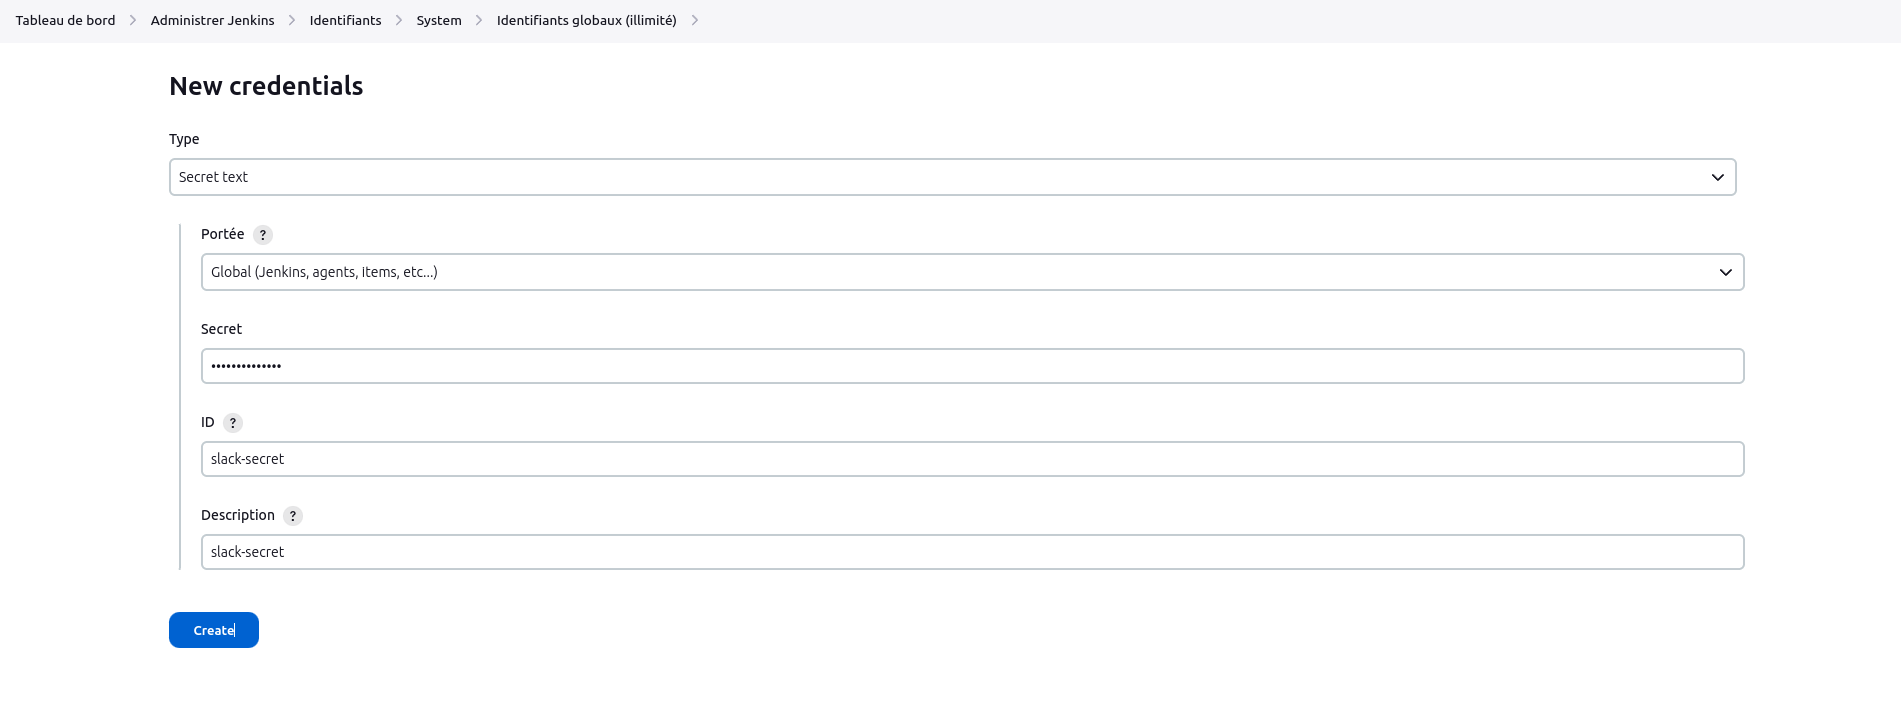 Tableau de bord > Administrer Jenkins > Identifiants > System > Identifiants globaux (illimité) >
New credentials
Type
Secret text
Portée ?
Global (Jenkins, agents, items, etc...)
Secret
••••••••••••••
ID ?
slack-secret
Description ?
slack-secret
Create